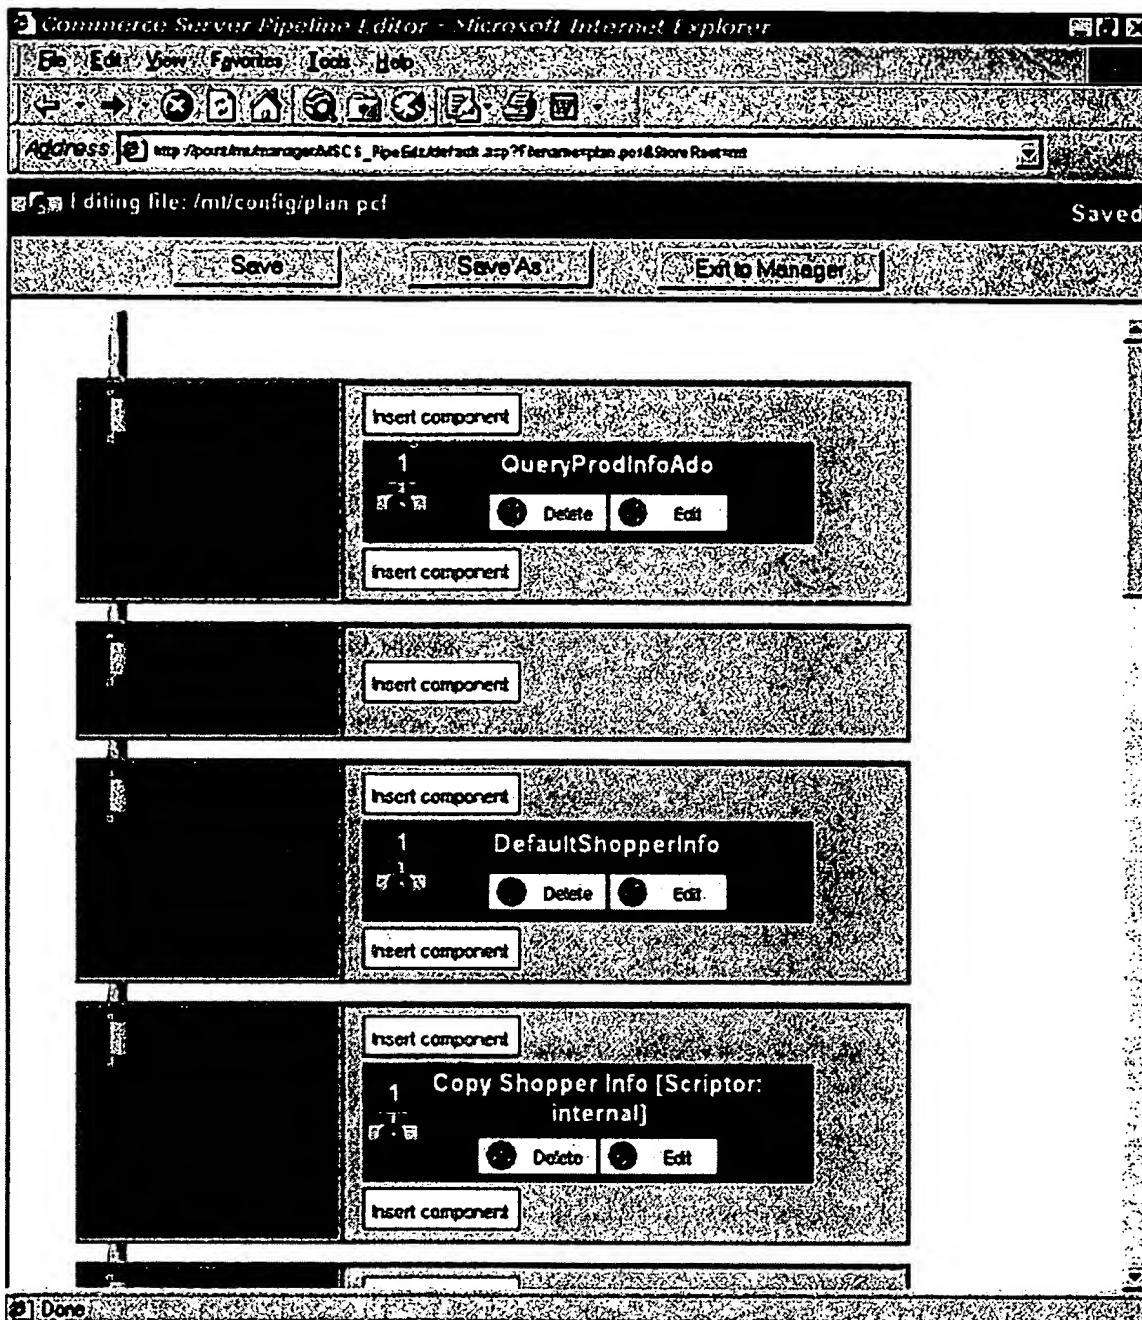 Commerce Server Pipeline Editor - Microsoft Internet Explorer
File Edit View Favorites Tools Help
Address
Editing file: /mt/config/plan.pcf
Saved
Save Save As Exit to Manager
Insert component
1 QueryProdInfoAdo
Delete Edit
Insert component
Insert component
Insert component
1 DefaultShopperInfo
Delete Edit
Insert component
Insert component
1 Copy Shopper Info [Scriptor:
internal]
Delete Edit
Insert component
Done